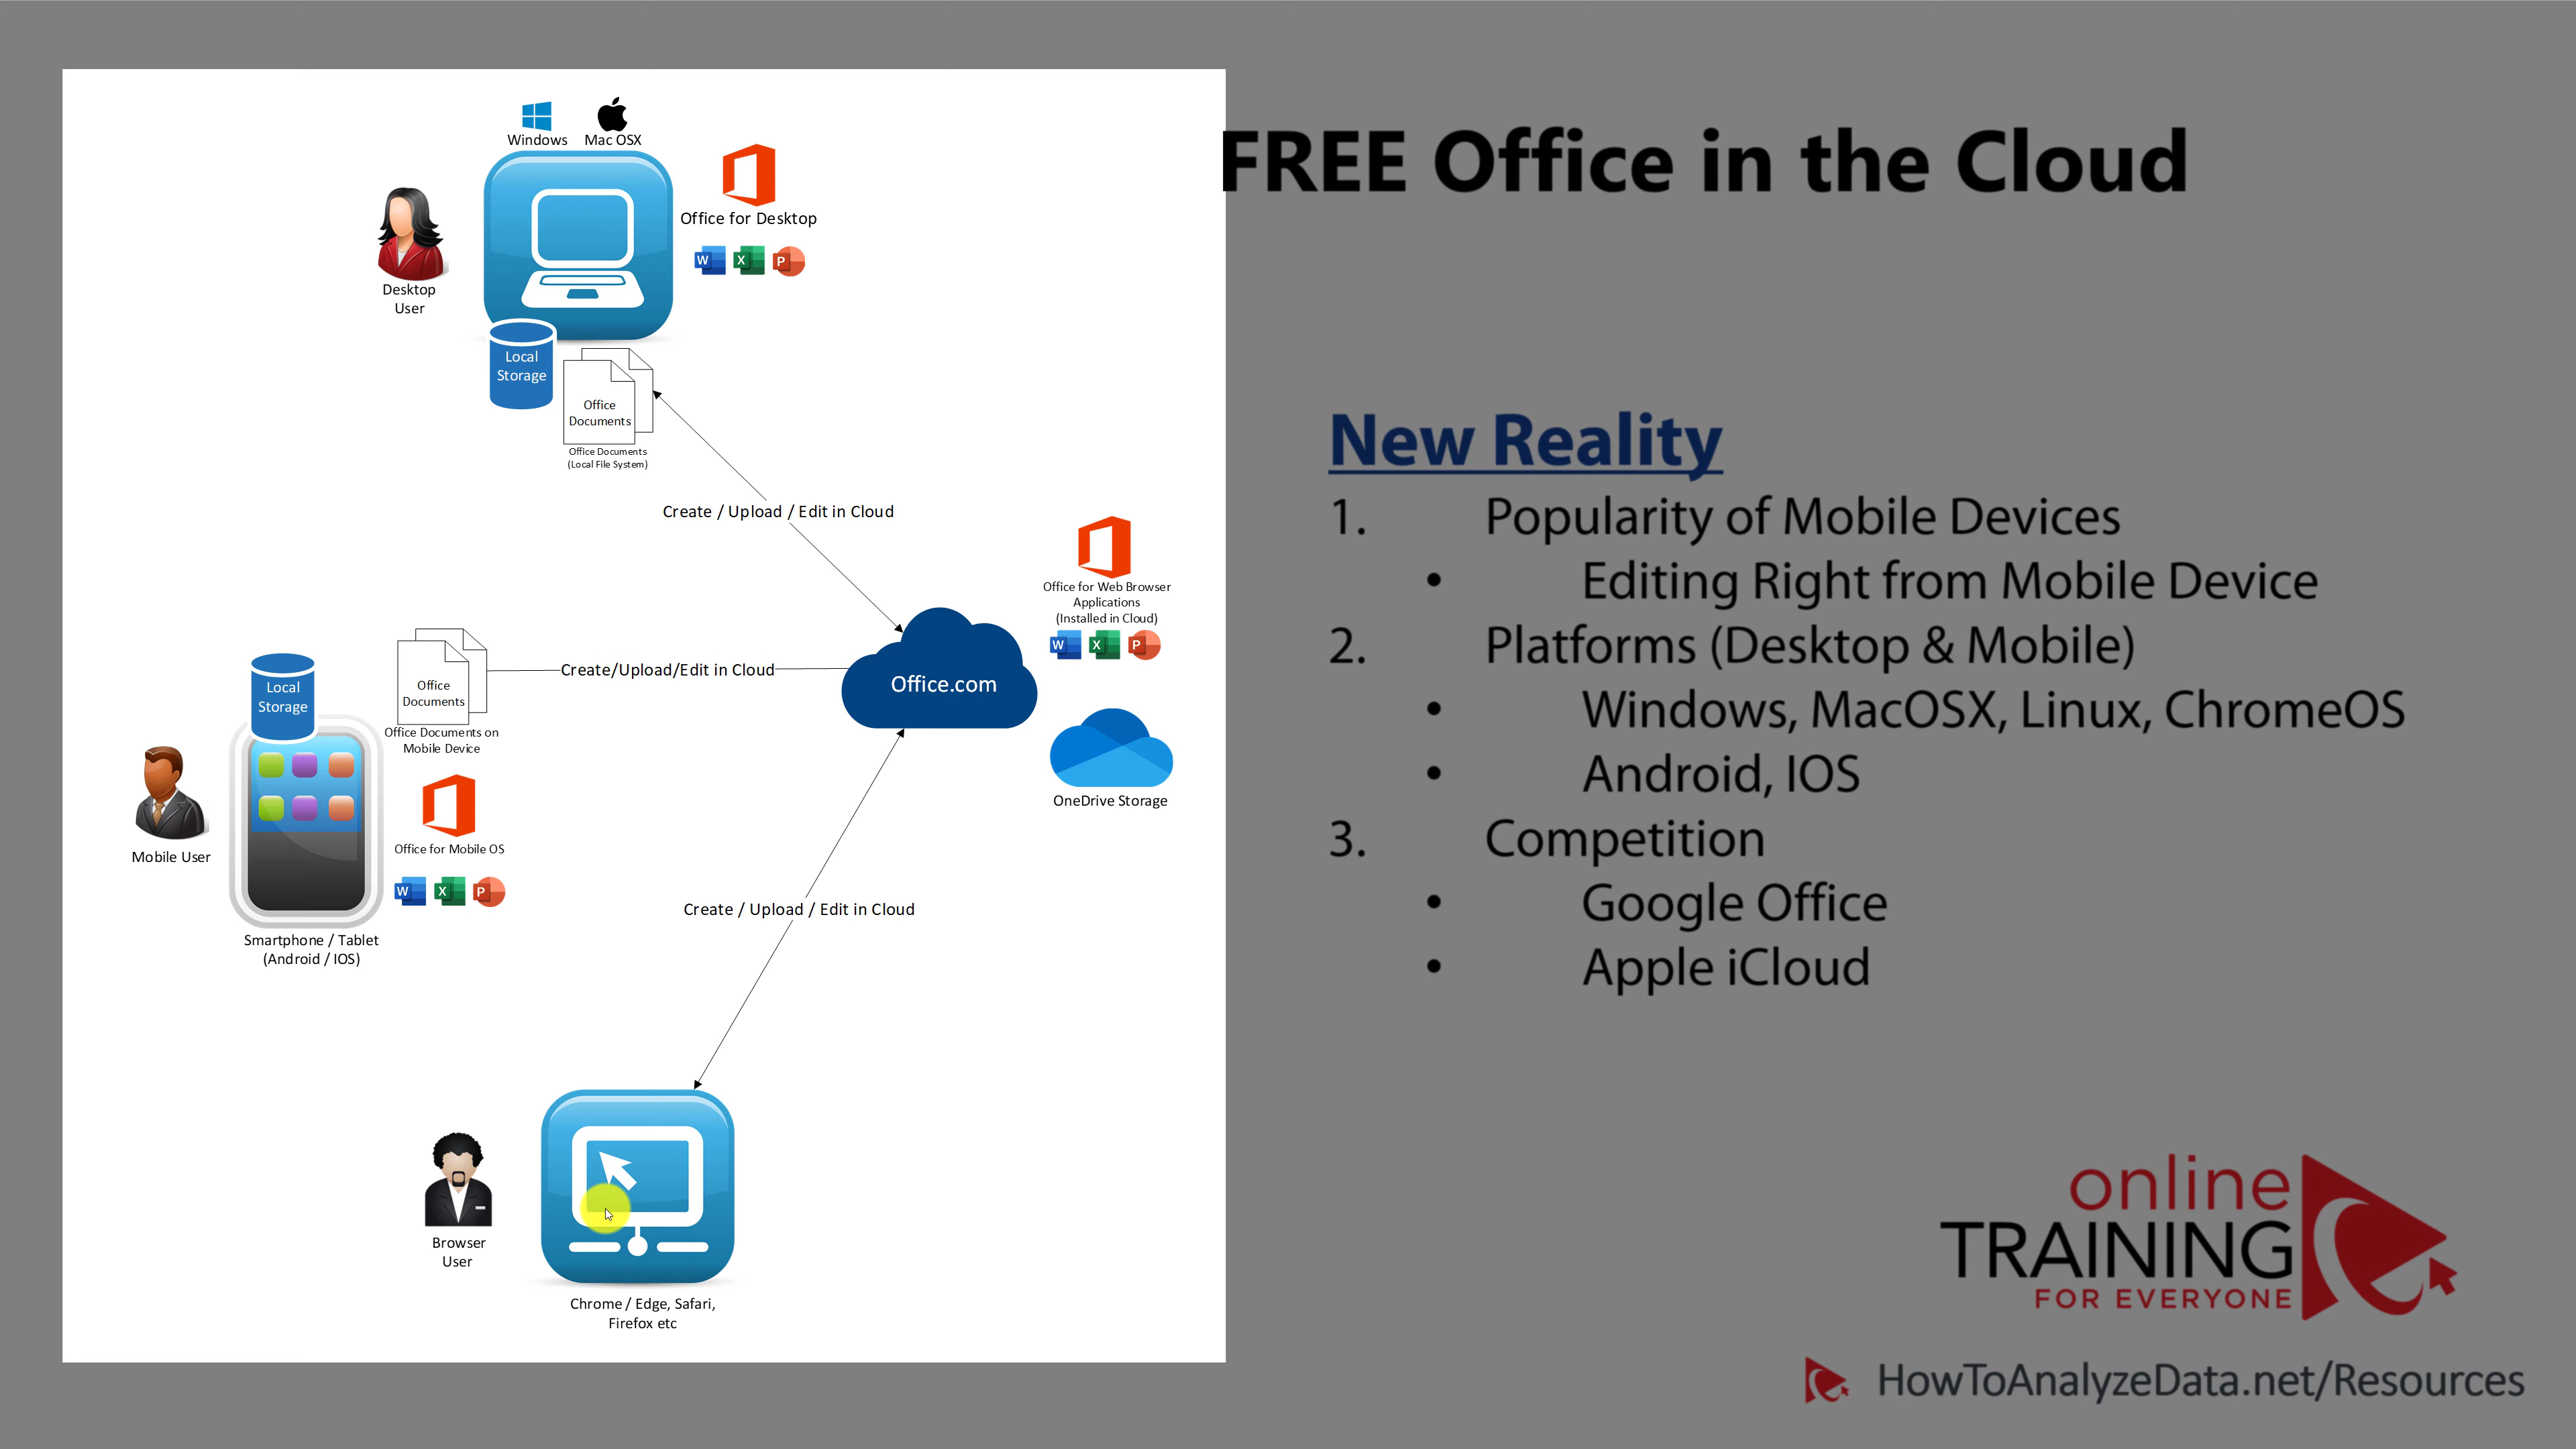 Windows
Mac OSX
Office for Desktop
W X P
Desktop
User
Local
Storage
Office
Documents
Office Documents
(Local File System)
Create / Upload / Edit in Cloud
Office for Web Browser
Applications
(Installed in Cloud)
W X P
Office.com
OneDrive Storage
Create/Upload/Edit in Cloud
Local
Storage
Office
Documents
Office Documents on
Mobile Device
Mobile User
Office for Mobile OS
W X P
Smartphone / Tablet
(Android / IOS)
Create / Upload / Edit in Cloud
Browser
User
Chrome / Edge, Safari,
Firefox etc
FREE Office in the Cloud
New Reality
1. Popularity of Mobile Devices
• Editing Right from Mobile Device
2. Platforms (Desktop & Mobile)
• Windows, MacOSX, Linux, ChromeOS
• Android, IOS
3. Competition
• Google Office
• Apple iCloud
online
TRAINING
FOR EVERYONE
HowToAnalyzeData.net/Resources